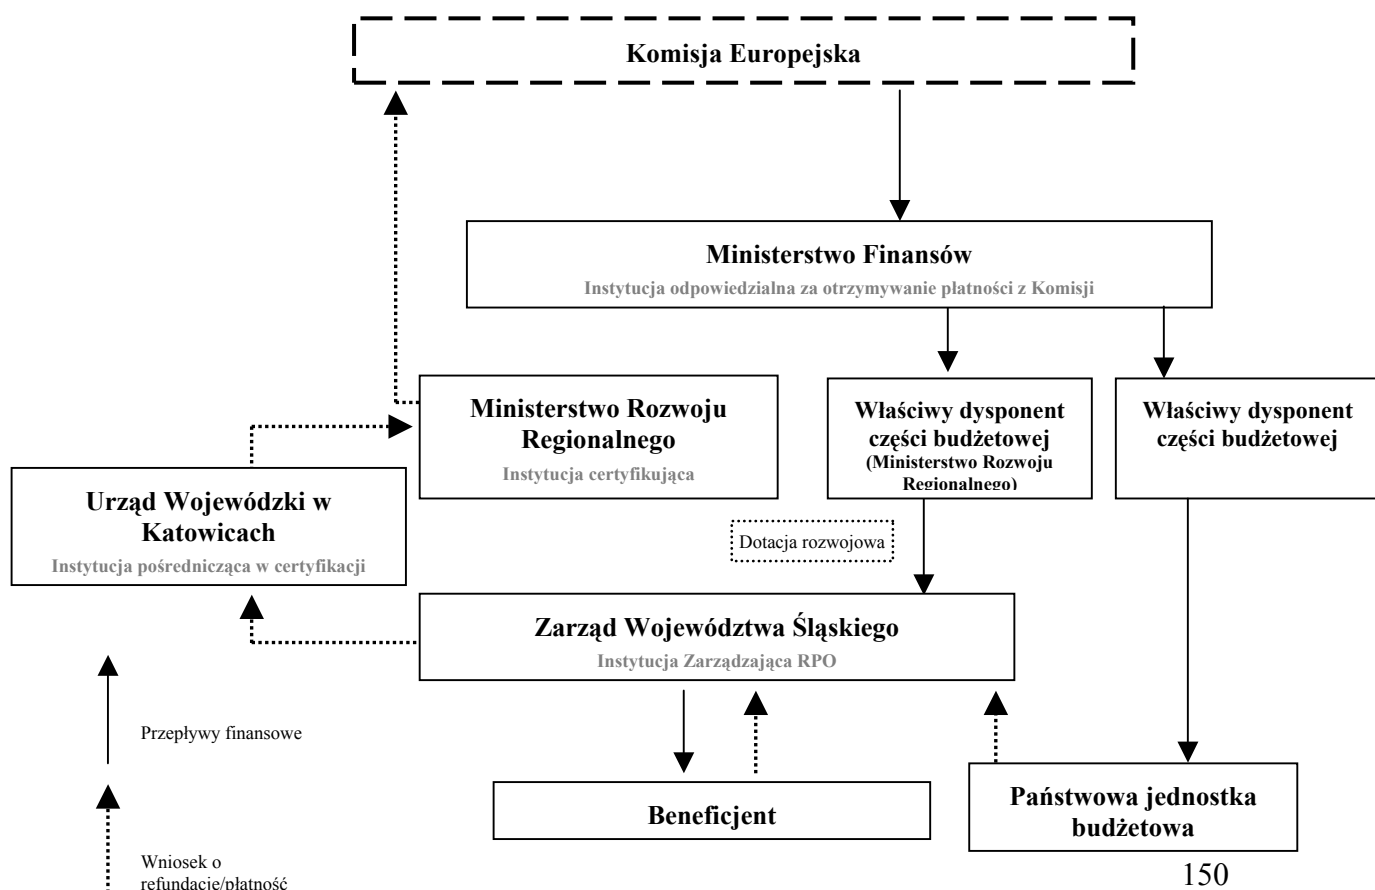 Komisja Europejska
Ministerstwo Finansów
Instytucja odpowiedzialna za otrzymywanie płatności z Komisji
Ministerstwo Rozwoju
Regionalnego
Instytucja certyfikująca
Właściwy dysponent
części budżetowej
(Ministerstwo Rozwoju
Regionalnego)
Właściwy dysponent
części budżetowej
Urząd Wojewódzki w
Katowicach
Instytucja pośrednicząca w certyfikacji
Dotacja rozwojowa
Zarząd Województwa Śląskiego
Instytucja Zarządzająca RPO
Przepływy finansowe
Beneficjent
Państwowa jednostka
budżetowa
Wniosek o
refundację/płatność
150